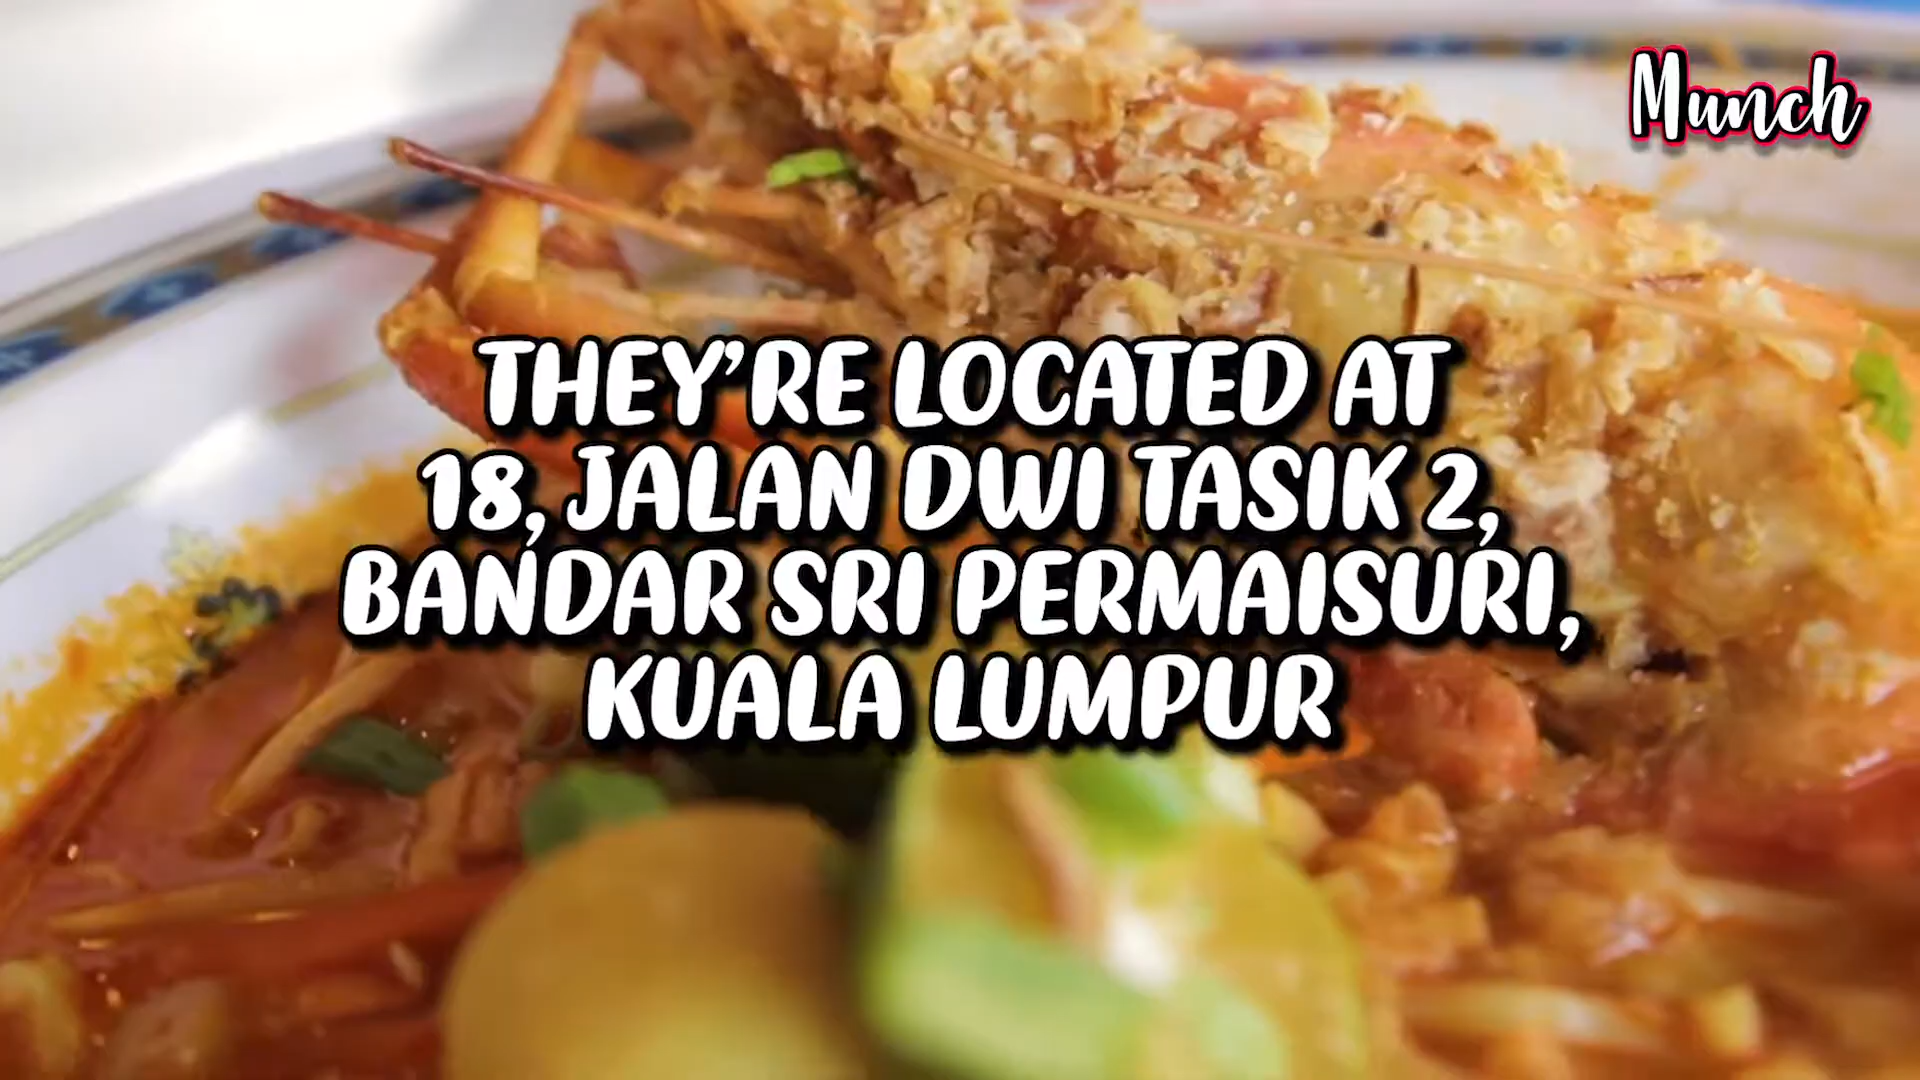 Munch
THEY'RE LOCATED AT
18, JALAN DWI TASIK 2,
BANDAR SRI PERMAISURI,
KUALA LUMPUR